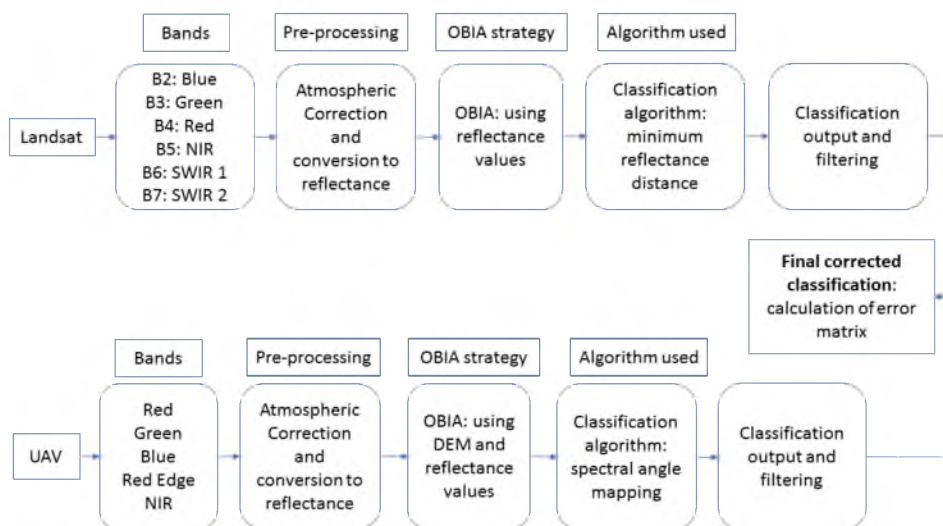 Bands
Pre-processing
OBIA strategy
Algorithm used
Landsat
B2: Blue
B3: Green
B4: Red
B5: NIR
B6: SWIR 1
B7: SWIR 2
Atmospheric
Correction
and
conversion to
reflectance
OBIA: using
reflectance
values
Classification
algorithm:
minimum
reflectance
distance
Classification
output and
filtering
Final corrected
classification:
calculation of error
matrix
Bands
Pre-processing
OBIA strategy
Algorithm used
UAV
Red
Green
Blue
Red Edge
NIR
Atmospheric
Correction
and
conversion to
reflectance
OBIA: using
DEM and
reflectance
values
Classification
algorithm:
spectral angle
mapping
Classification
output and
filtering